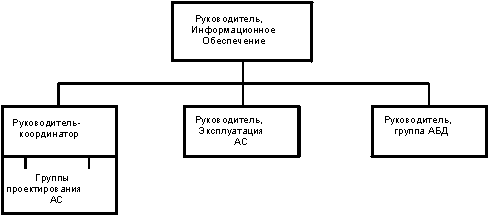 Руководитель,
Информационное
Обеспечение
Руководитель-
координатор
Группы
проектирования
АС
Руководитель,
Эксплуатация
АС
Руководитель,
группа АБД